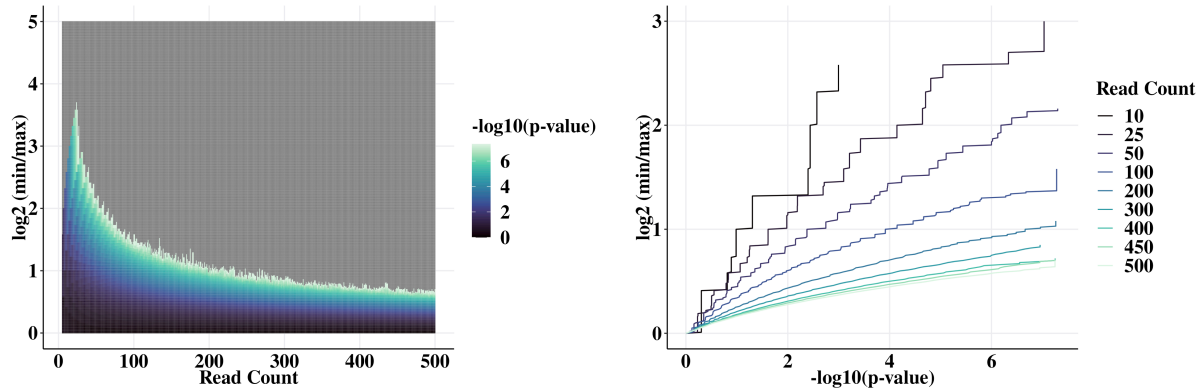 5
4
3
2
1
0
log2 (min/max)
0 100 200 300 400 500
Read Count
-log10(p-value)
6
4
2
0
3
2
1
0
log2 (min/max)
0 2 4 6
-log10(p-value)
Read Count
10
25
50
100
200
300
400
450
500